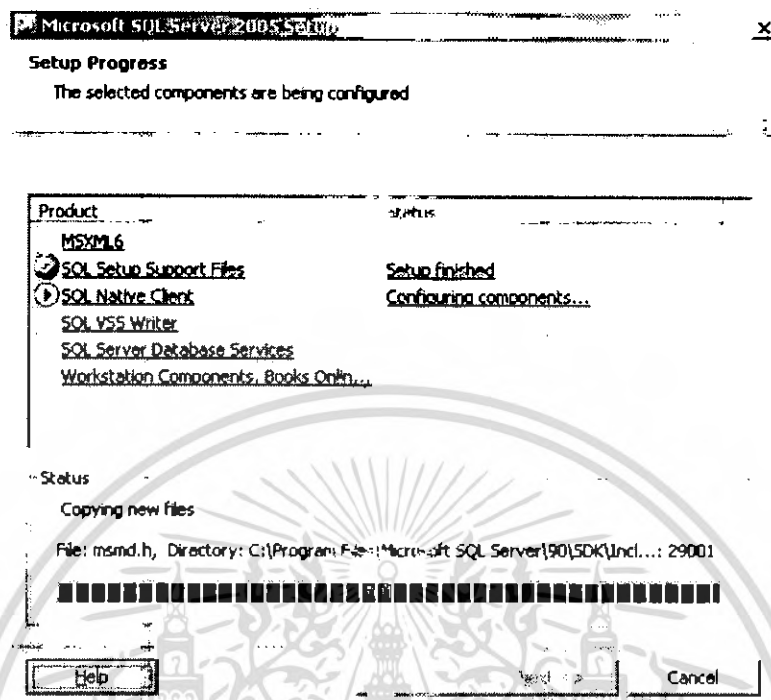 Microsoft SQL Server 2005 Setup
Setup Progress
The selected components are being configured
Product Status
MSXML6
SQL Setup Support Files Setup finished
SQL Native Client Configuring components...
SQL VSS Writer
SQL Server Database Services
Workstation Components, Books Onlin...
Status
Copying new files
File: msmd.h, Directory: C:\Program Files\Microsoft SQL Server\90\SDK\Incl...: 29001
Help Cancel